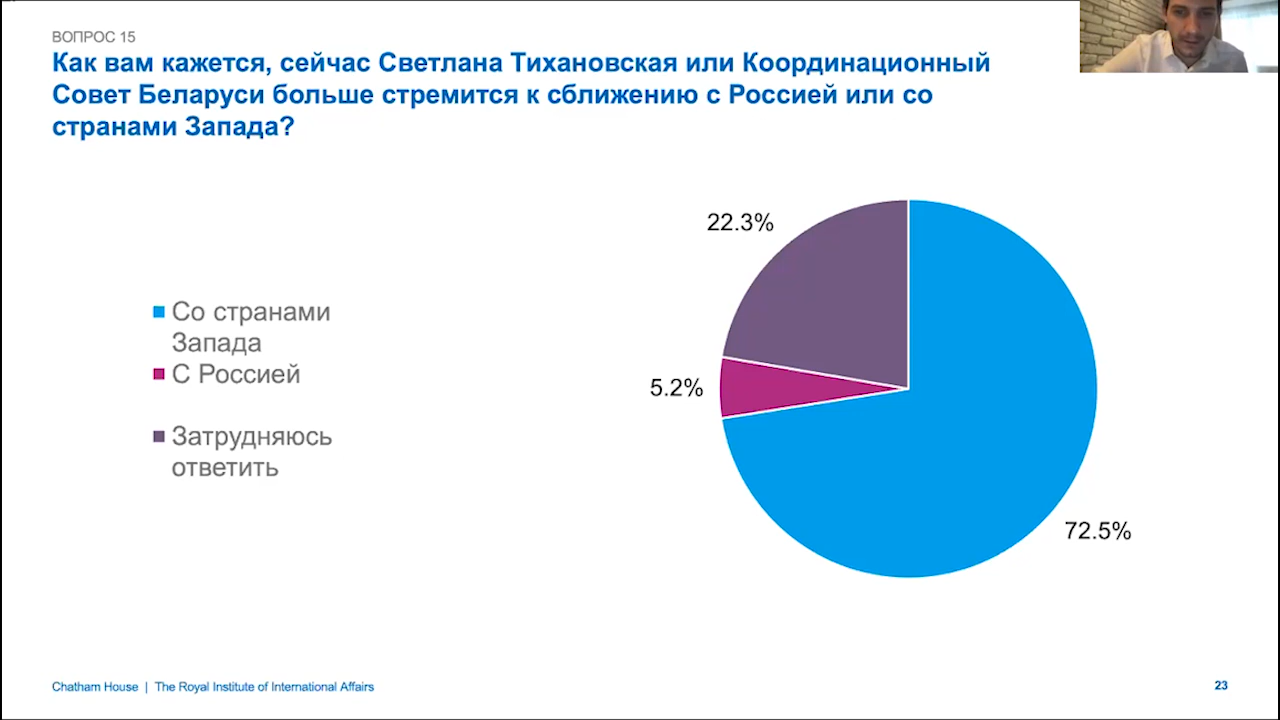 ВОПРОС 15
Как вам кажется, сейчас Светлана Тихановская или Координационный
Совет Беларуси больше стремится к сближению с Россией или со
странами Запада?
22.3%
5.2%
72.5%
Со странами
Запада
С Россией
Затрудняюсь
ответить
Chatham House | The Royal Institute of International Affairs
23